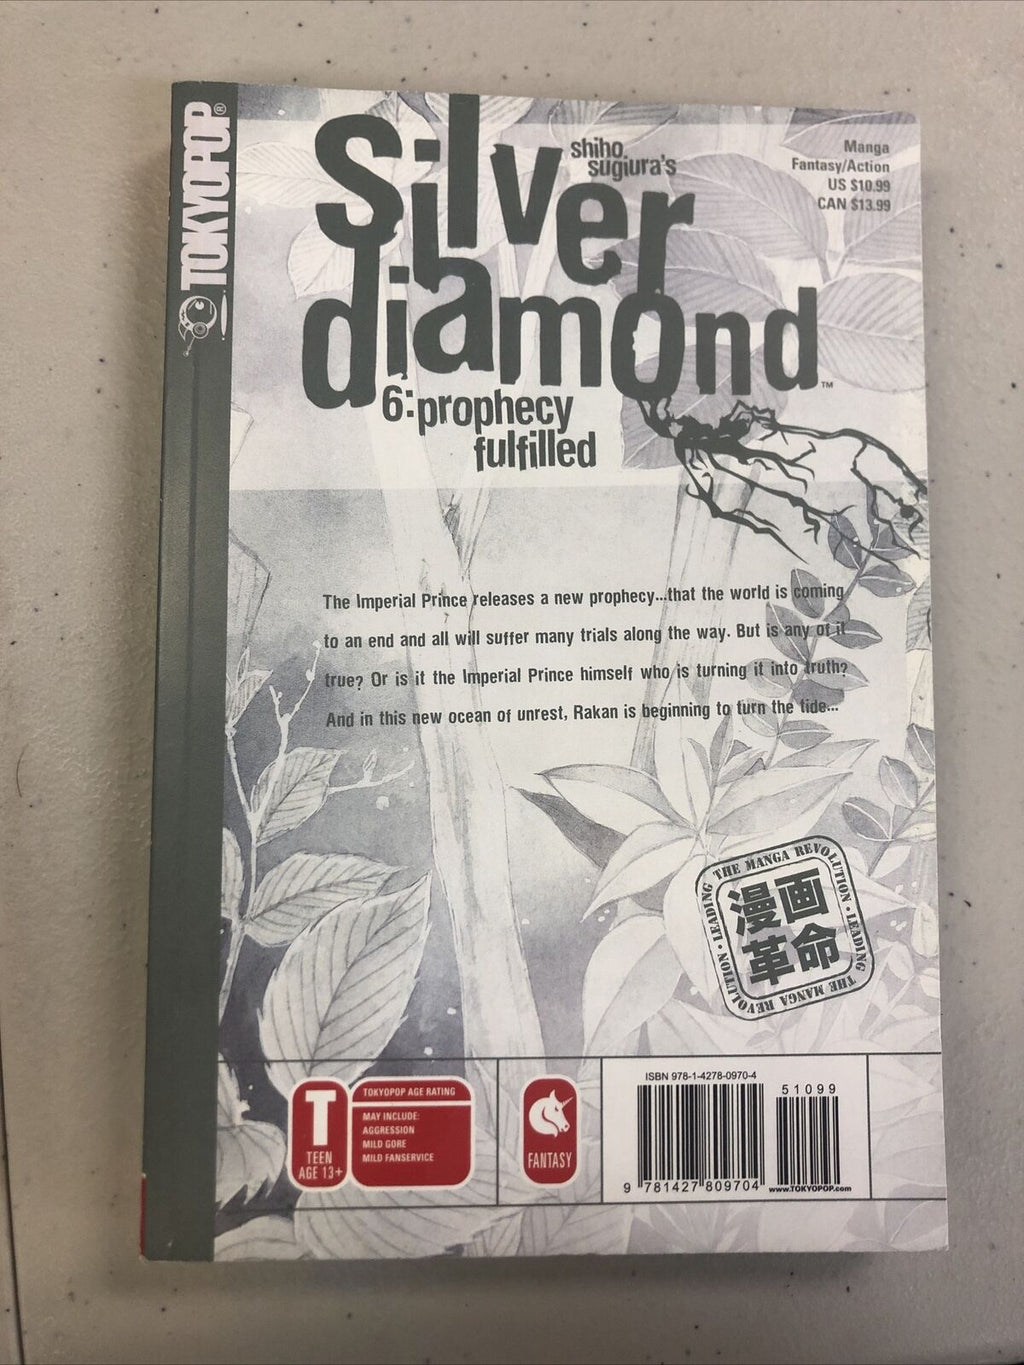 TOKYOPOP®
shiho
sugiura's
Silver
diamond™
6:prophecy
fulfilled
Manga
Fantasy/Action
US $10.99
CAN $13.99
The Imperial Prince releases a new prophecy...that the world is coming
to an end and all will suffer many trials along the way. But is any of it
true? Or is it the Imperial Prince himself who is turning it into truth?
And in this new ocean of unrest, Rakan is beginning to turn the tide...
LEADING THE MANGA REVOLUTION · LEADING THE MANGA REVOLUTION ·
漫画
革命
T
TEEN
AGE 13+
TOKYOPOP AGE RATING
MAY INCLUDE:
AGGRESSION
MILD GORE
MILD FANSERVICE
FANTASY
ISBN 978-1-4278-0970-4
51099
9 781427 809704
www.TOKYOPOP.com